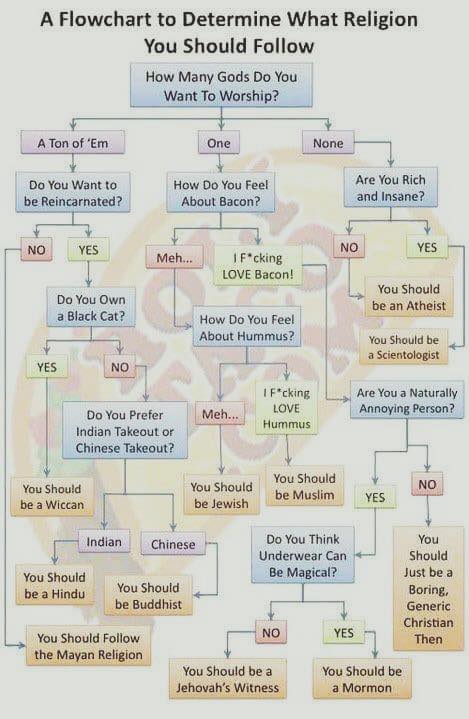 A Flowchart to Determine What Religion
You Should Follow
How Many Gods Do You
Want To Worship?
A Ton of 'Em
One
None
Do You Want to
be Reincarnated?
How Do You Feel
About Bacon?
Are You Rich
and Insane?
NO
YES
Meh...
I F*cking
LOVE Bacon!
NO
YES
You Should
be an Atheist
Do You Own
a Black Cat?
How Do You Feel
About Hummus?
You Should be
a Scientologist
YES
NO
Meh...
I F*cking
LOVE
Hummus
Are You a Naturally
Annoying Person?
Do You Prefer
Indian Takeout or
Chinese Takeout?
You Should
be a Wiccan
You Should
be Jewish
You Should
be Muslim
YES
NO
Indian
Chinese
Do You Think
Underwear Can
Be Magical?
You
Should
Just be a
Boring,
Generic
Christian
Then
You Should
be a Hindu
You Should
be Buddhist
You Should Follow
the Mayan Religion
NO
YES
You Should be a
Jehovah's Witness
You Should be
a Mormon
HOLY
TACO
.COM